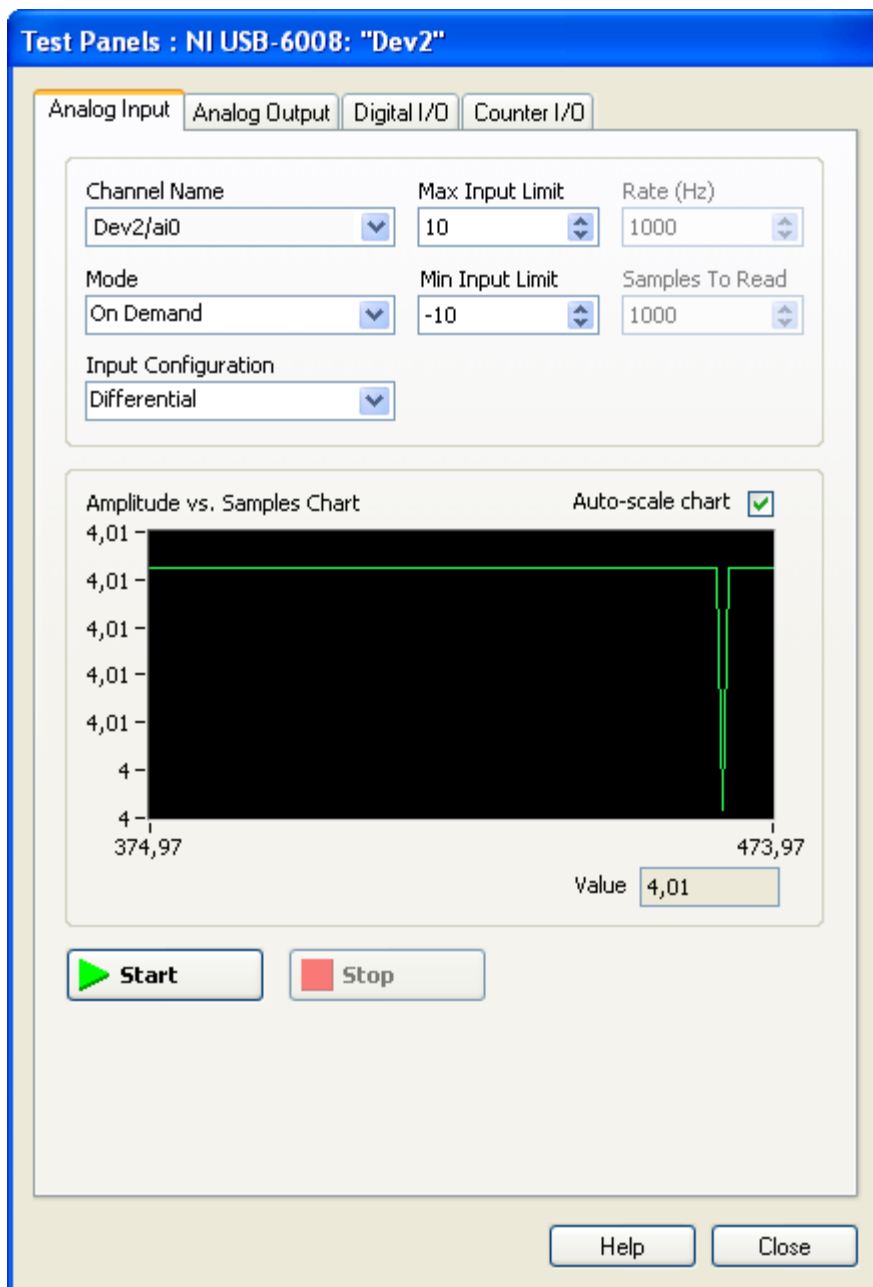 Test Panels : NI USB-6008: "Dev2"
Analog Input Analog Output Digital I/O Counter I/O
Channel Name Max Input Limit Rate (Hz)
Dev2/ai0 10 1000
Mode Min Input Limit Samples To Read
On Demand -10 1000
Input Configuration
Differential
Amplitude vs. Samples Chart Auto-scale chart
4,01
4,01
4,01
4,01
4,01
4
4
374,97 473,97
Value 4,01
Start Stop
Help Close